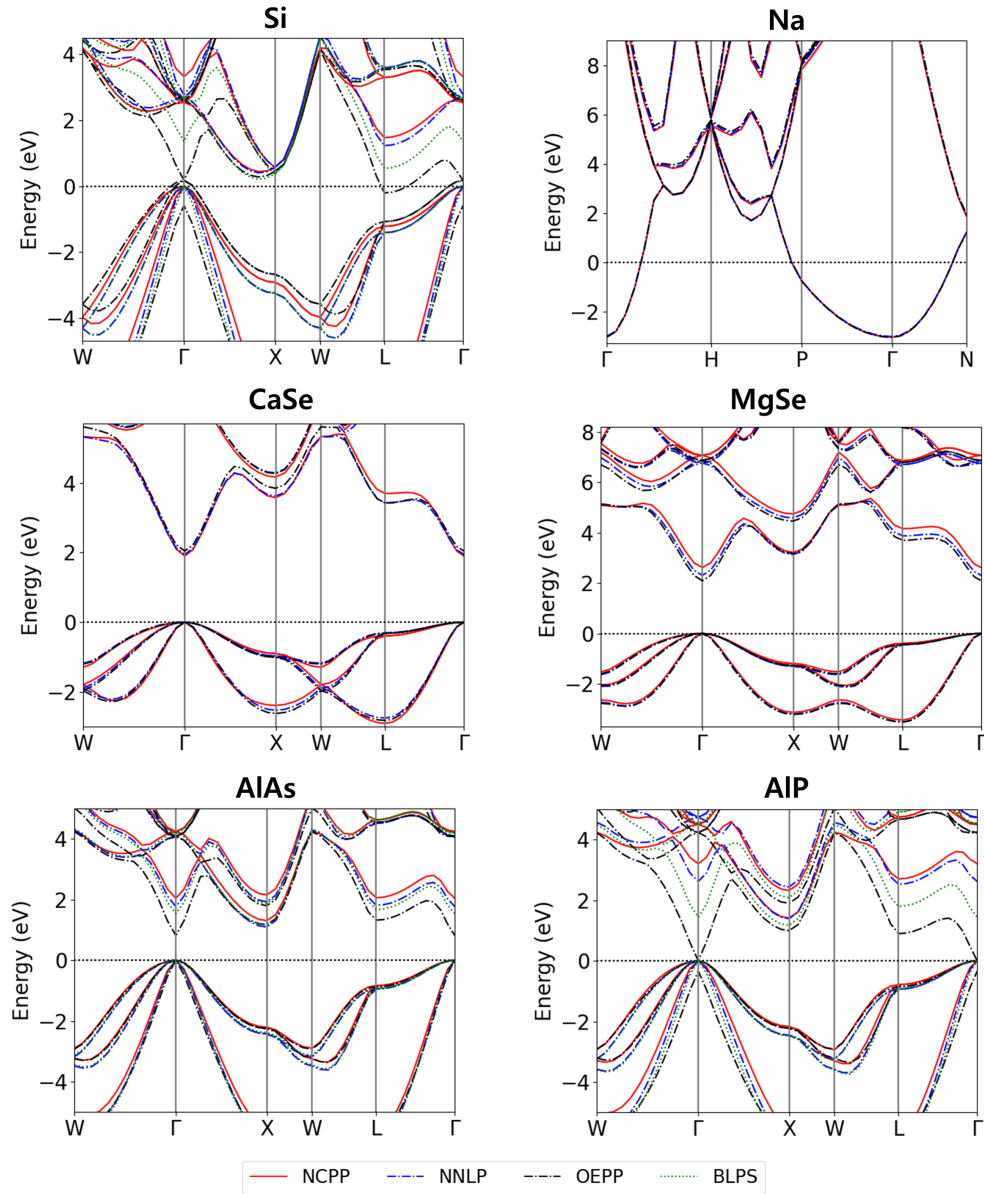 Si
Na
Energy (eV)
4
2
0
−2
−4
W Γ X W L Γ
Energy (eV)
8
6
4
2
0
−2
Γ H P Γ N
CaSe
MgSe
Energy (eV)
4
2
0
−2
W Γ X W L Γ
Energy (eV)
8
6
4
2
0
−2
W Γ X W L Γ
AlAs
AlP
Energy (eV)
4
2
0
−2
−4
W Γ X W L Γ
Energy (eV)
4
2
0
−2
−4
W Γ X W L Γ
NCPP NNLP OEPP BLPS